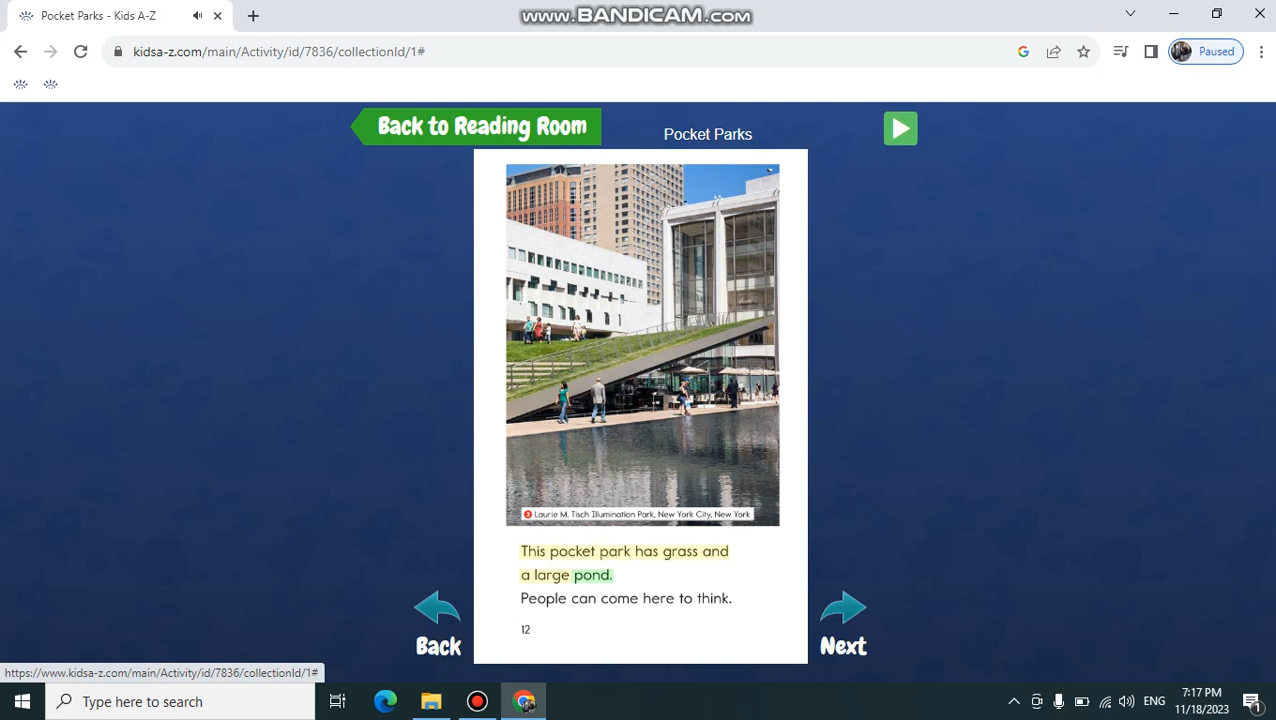 Pocket Parks - Kids A-Z
www.BANDICAM.com
kidsa-z.com/main/Activity/id/7836/collectionId/1#
Paused
Back to Reading Room
Pocket Parks
3 Laurie M. Tisch Illumination Park, New York City, New York
This pocket park has grass and
a large pond.
People can come here to think.
12
Back
Next
https://www.kidsa-z.com/main/Activity/id/7836/collectionId/1#
Type here to search
ENG
7:17 PM
11/18/2023
1